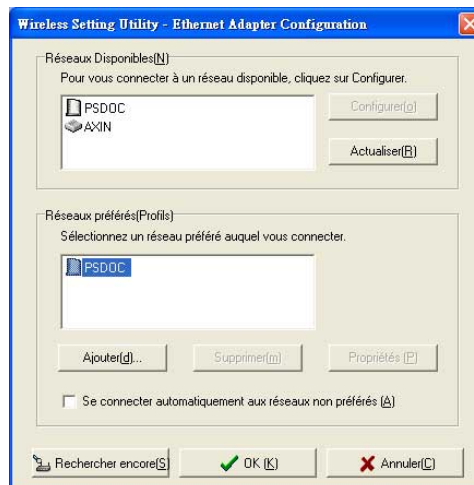 Wireless Setting Utility - Ethernet Adapter Configuration
Réseaux Disponibles(N)
Pour vous connecter à un réseau disponible, cliquez sur Configurer.
PSDOC
AXIN
Configurer(o)
Actualiser(R)
Réseaux préférés(Profils)
Sélectionnez un réseau préféré auquel vous connecter.
PSDOC
Ajouter(d)...
Supprimer(m)
Propriétés (P)
Se connecter automatiquement aux réseaux non préférés (A)
Rechercher encore(S)
OK (K)
Annuler(C)